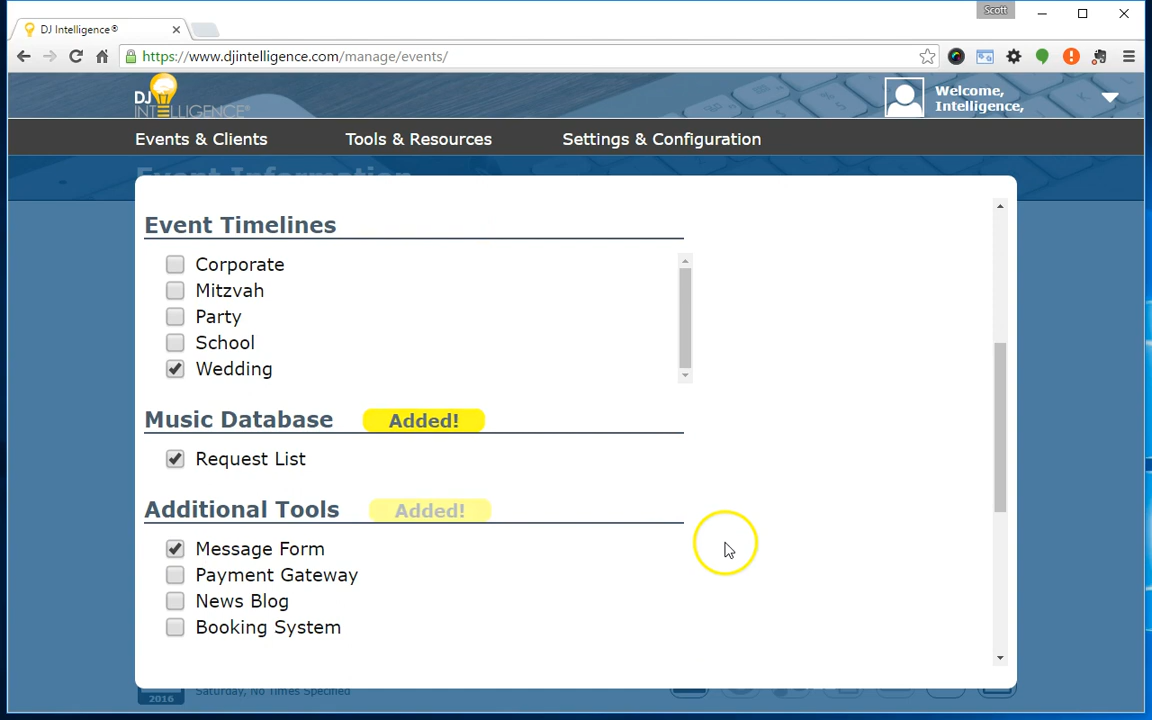 Scott
DJ Intelligence®
https://www.djintelligence.com/manage/events/
DJ
INTELLIGENCE®
Welcome,
Intelligence,
Events & Clients
Tools & Resources
Settings & Configuration
Event Information
Event Timelines
Corporate
Mitzvah
Party
School
Wedding
Music Database
Added!
Request List
Additional Tools
Added!
Message Form
Payment Gateway
News Blog
Booking System
2016
Saturday, No Times Specified